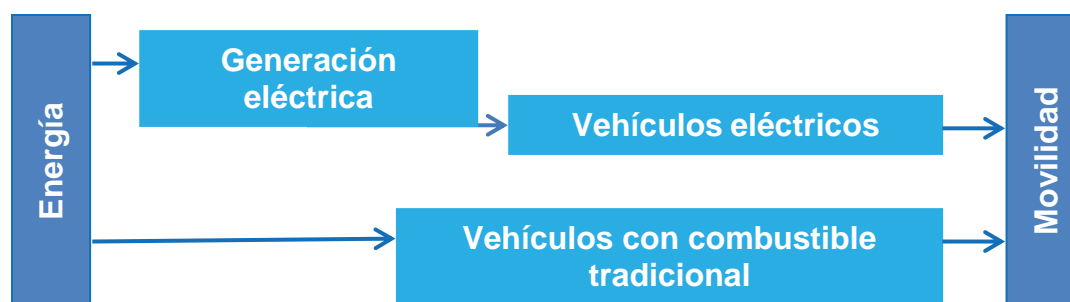 Energía
Generación
eléctrica
Vehículos eléctricos
Vehículos con combustible
tradicional
Movilidad